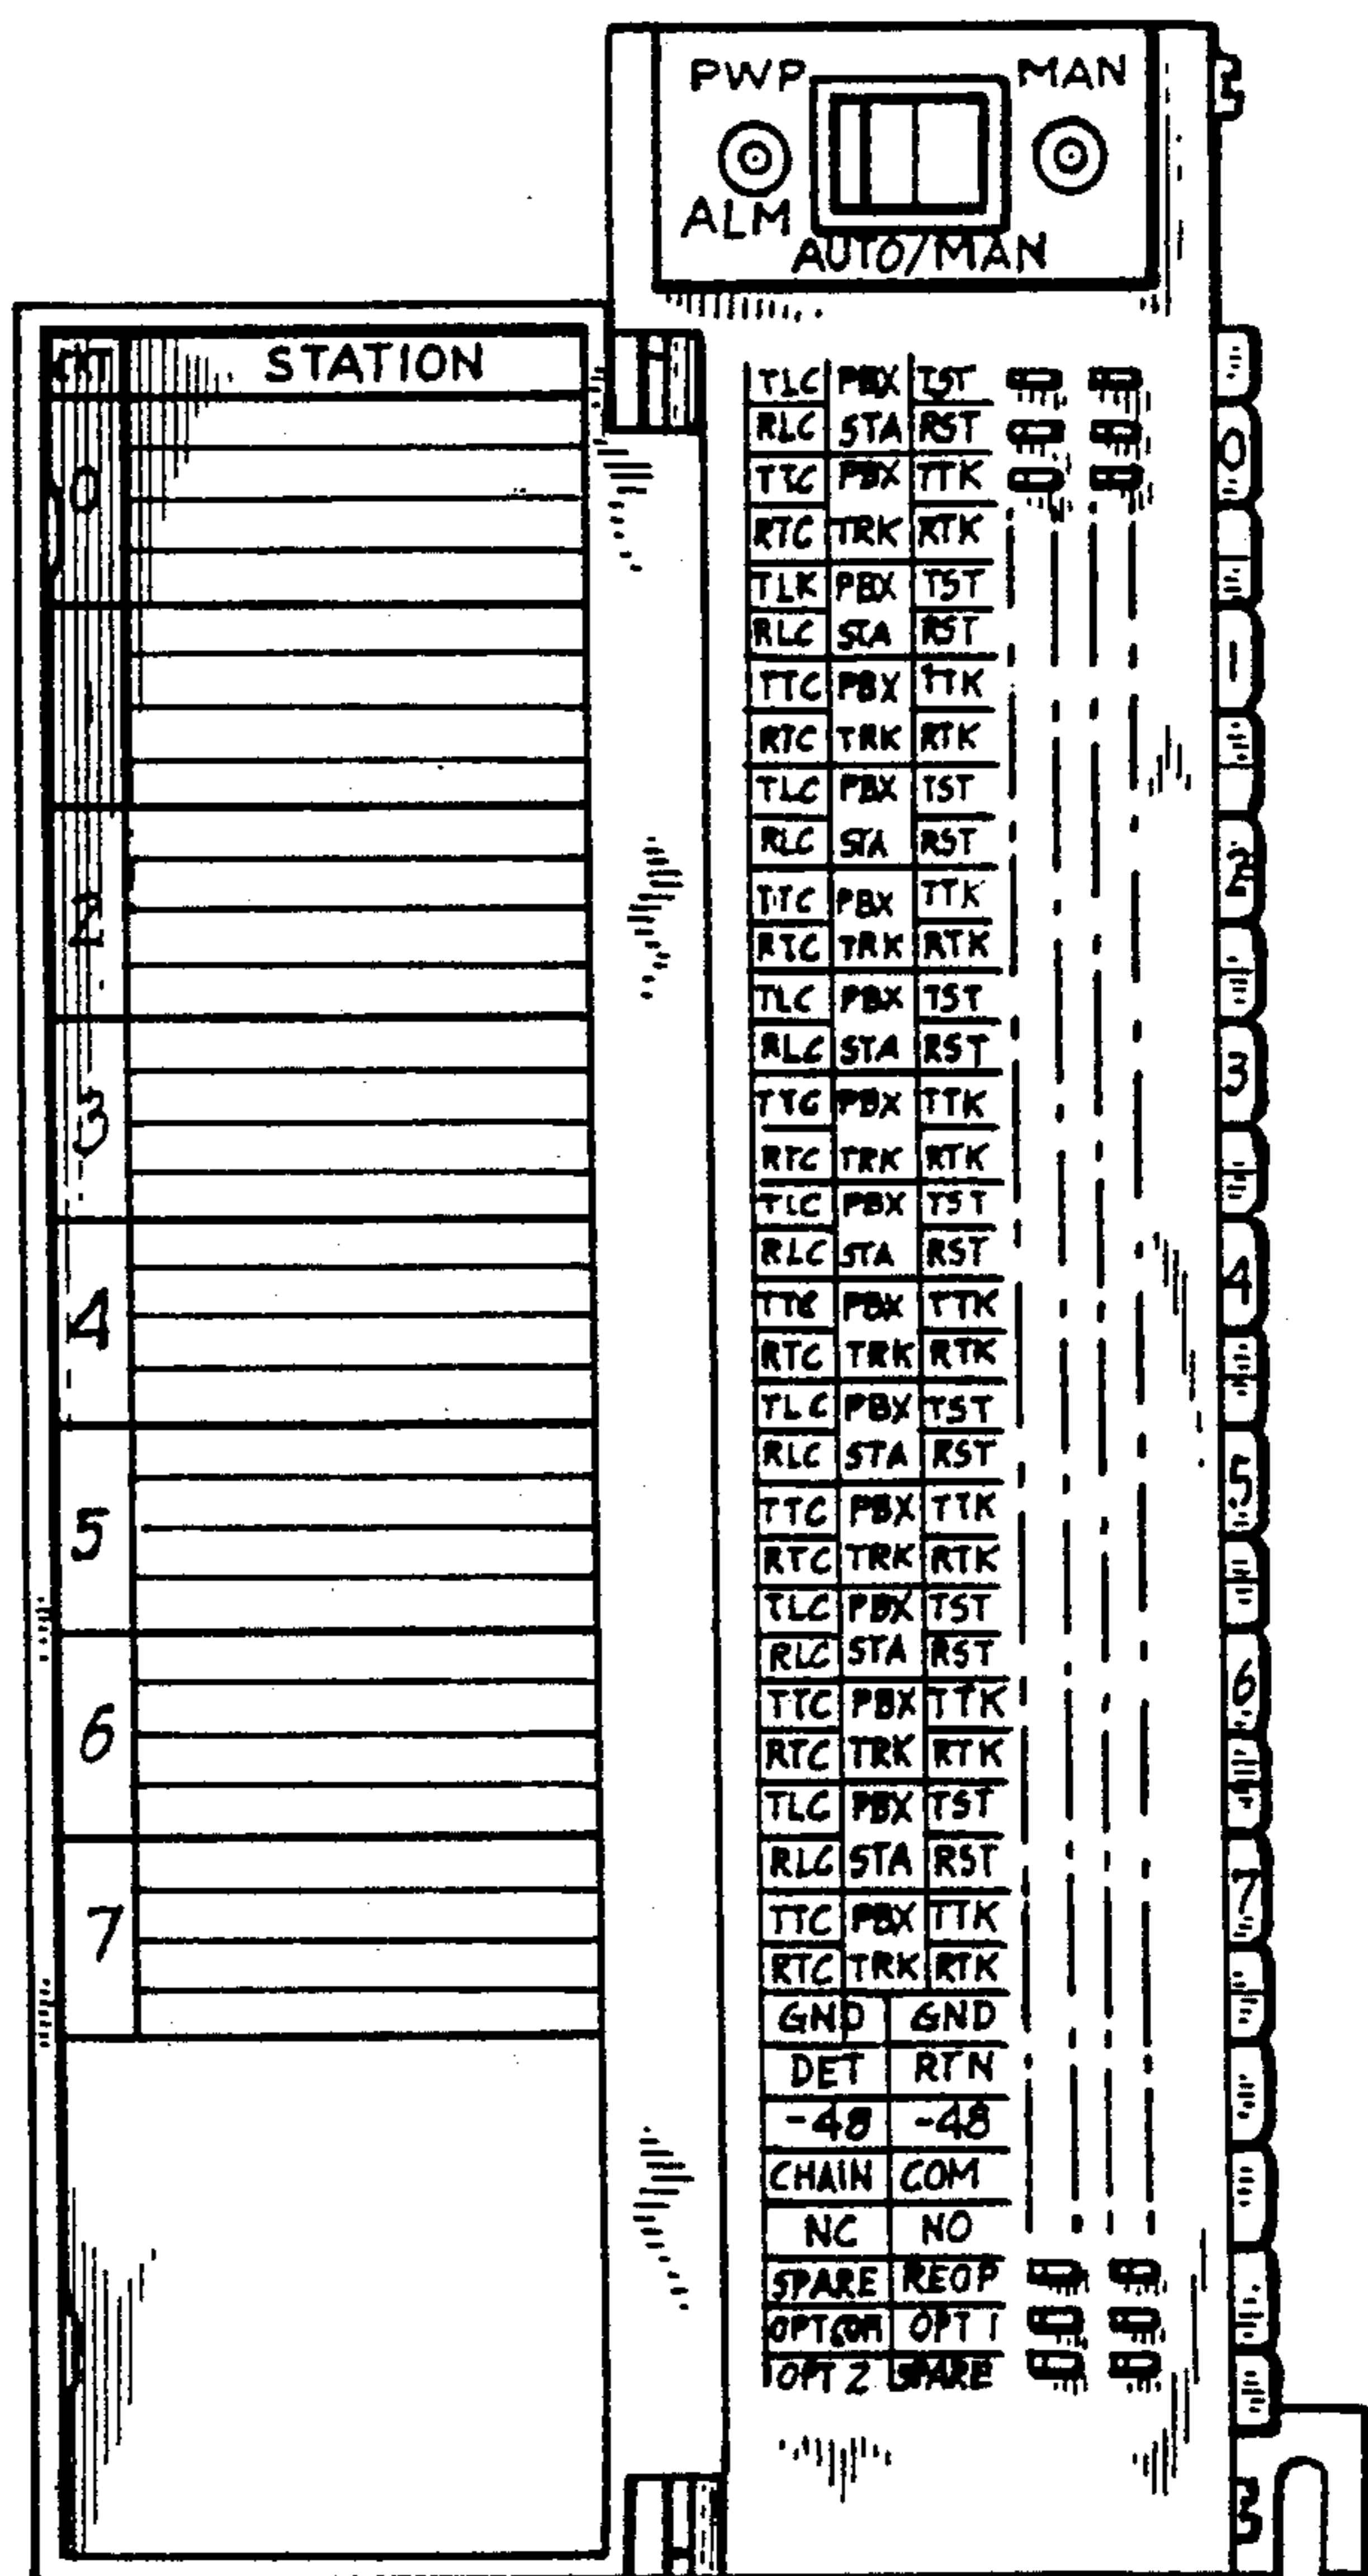 PWP MAN
ALM
AUTO/MAN
CKT STATION
0
1
2
3
4
5
6
7
TLC PBX TST
RLC STA RST
TTC PBX TTK
RTC TRK RTK
TLK PBX TST
RLC STA RST
TTC PBX TTK
RTC TRK RTK
TLC PBX TST
RLC STA RST
TTC PBX TTK
RTC TRK RTK
TLC PBX TST
RLC STA RST
TTC PBX TTK
RTC TRK RTK
TLC PBX TST
RLC STA RST
TTC PBX TTK
RTC TRK RTK
TLC PBX TST
RLC STA RST
TTC PBX TTK
RTC TRK RTK
TLC PBX TST
RLC STA RST
TTC PBX TTK
RTC TRK RTK
TLC PBX TST
RLC STA RST
TTC PBX TTK
RTC TRK RTK
GND GND
DET RTN
-48 -48
CHAIN COM
NC NO
SPARE REOP
OPT COM OPT 1
OPT 2 SPARE
0
1
2
3
4
5
6
7